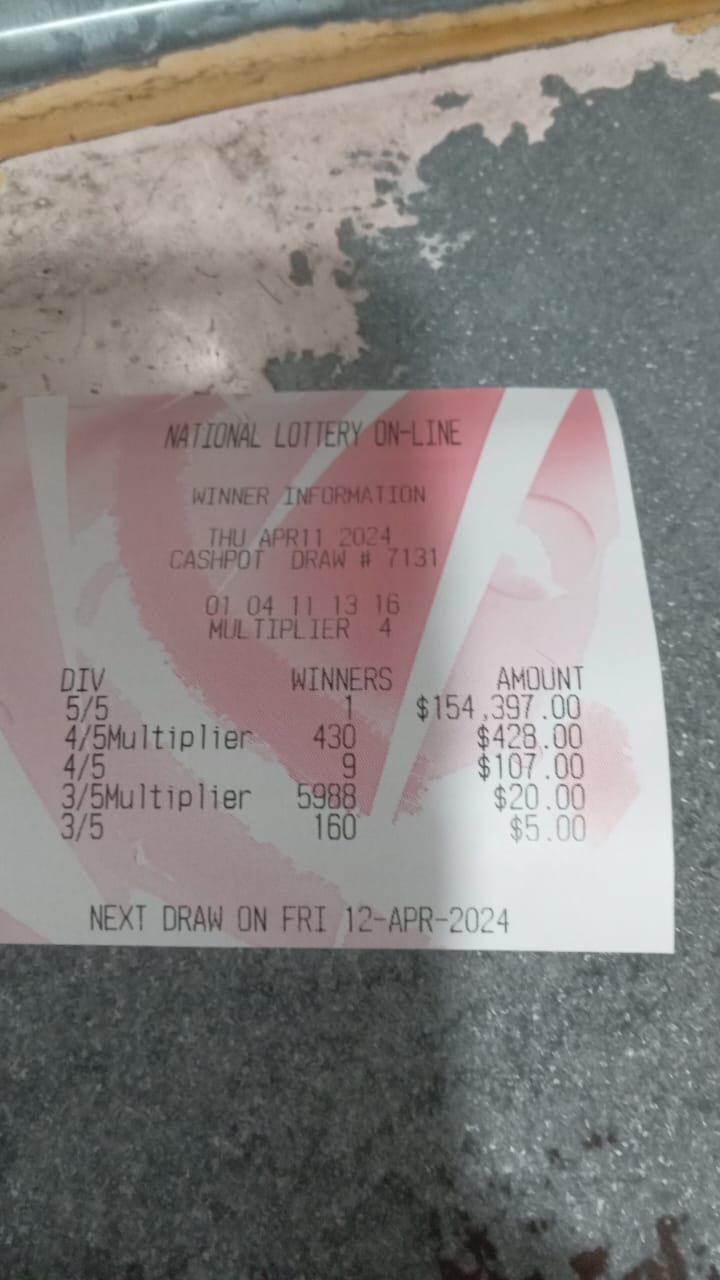 NATIONAL LOTTERY ON-LINE
WINNER INFORMATION
THU APR11 2024
CASHPOT DRAW # 7131
01 04 11 13 16
MULTIPLIER 4
DIV WINNERS AMOUNT
5/5 1 $154,397.00
4/5Multiplier 430 $428.00
4/5 9 $107.00
3/5Multiplier 5988 $20.00
3/5 160 $5.00
NEXT DRAW ON FRI 12-APR-2024